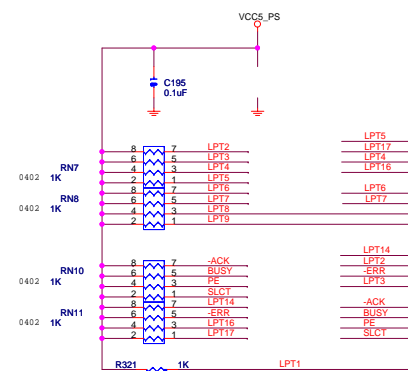 VCC5_PS
C195
0.1uF
LPT5
8 7 LPT2 LPT17
6 5 LPT3 LPT4
RN7 4 3 LPT4 LPT16
0402 1K 2 1 LPT5
8 7 LPT6 LPT6
RN8 6 5 LPT7 LPT7
0402 1K 4 3 LPT8
2 1 LPT9
LPT14
8 7 -ACK LPT2
RN10 6 5 BUSY -ERR
0402 1K 4 3 PE LPT3
2 1 SLCT
8 7 LPT14 -ACK
RN11 6 5 -ERR BUSY
0402 1K 4 3 LPT16 PE
2 1 LPT17 SLCT
R321 1K LPT1